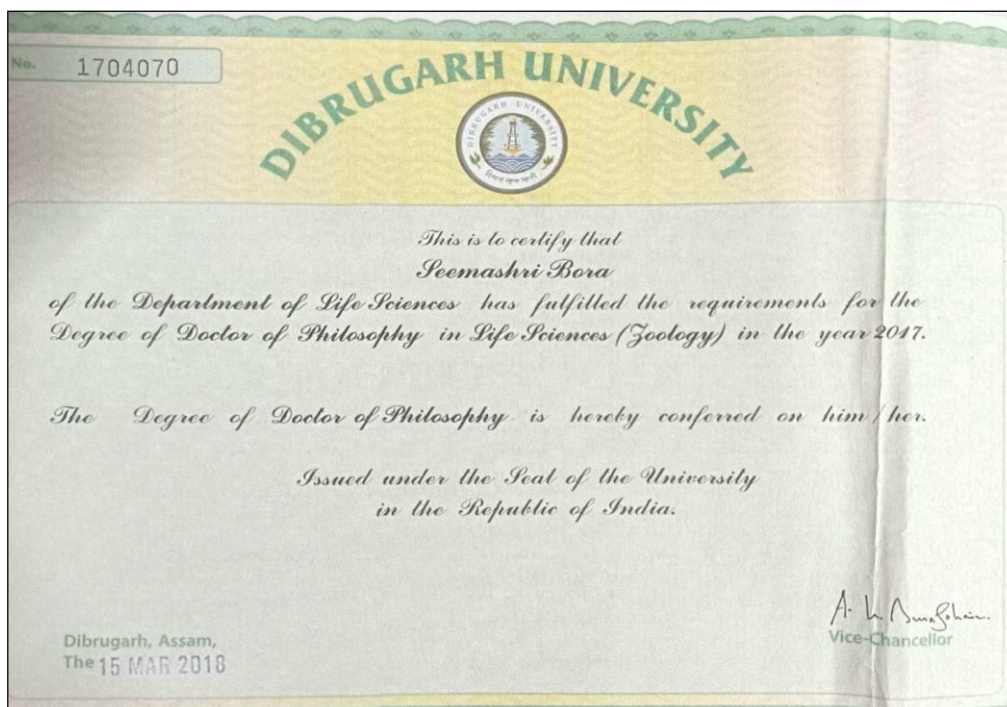 No. 1704070
DIBRUGARH UNIVERSITY
DIBRUGARH UNIVERSITY
This is to certify that
Seemashri Bora
of the Department of Life Sciences has fulfilled the requirements for the
Degree of Doctor of Philosophy in Life Sciences (Zoology) in the year 2017.
The Degree of Doctor of Philosophy is hereby conferred on him/her.
Issued under the Seal of the University
in the Republic of India.
Vice-Chancellor
Dibrugarh, Assam,
The 15 MAR 2018